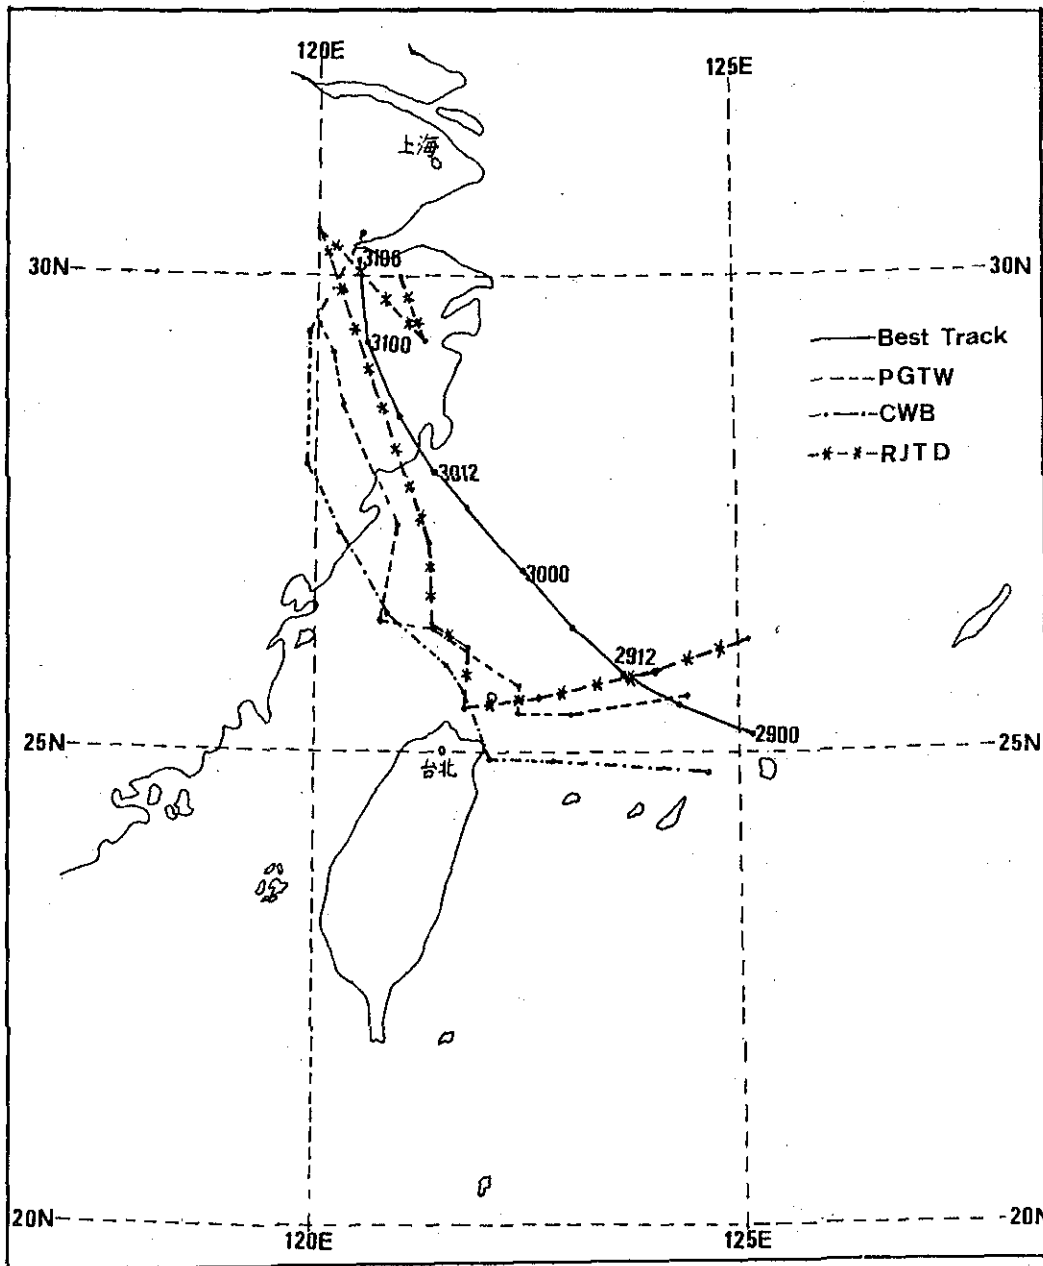 120E
125E
上海
30N
3106
30N
3100
Best Track
PGTW
CWB
RJTD
3012
3000
2912
2900
25N
台北
25N
20N
120E
125E
20N